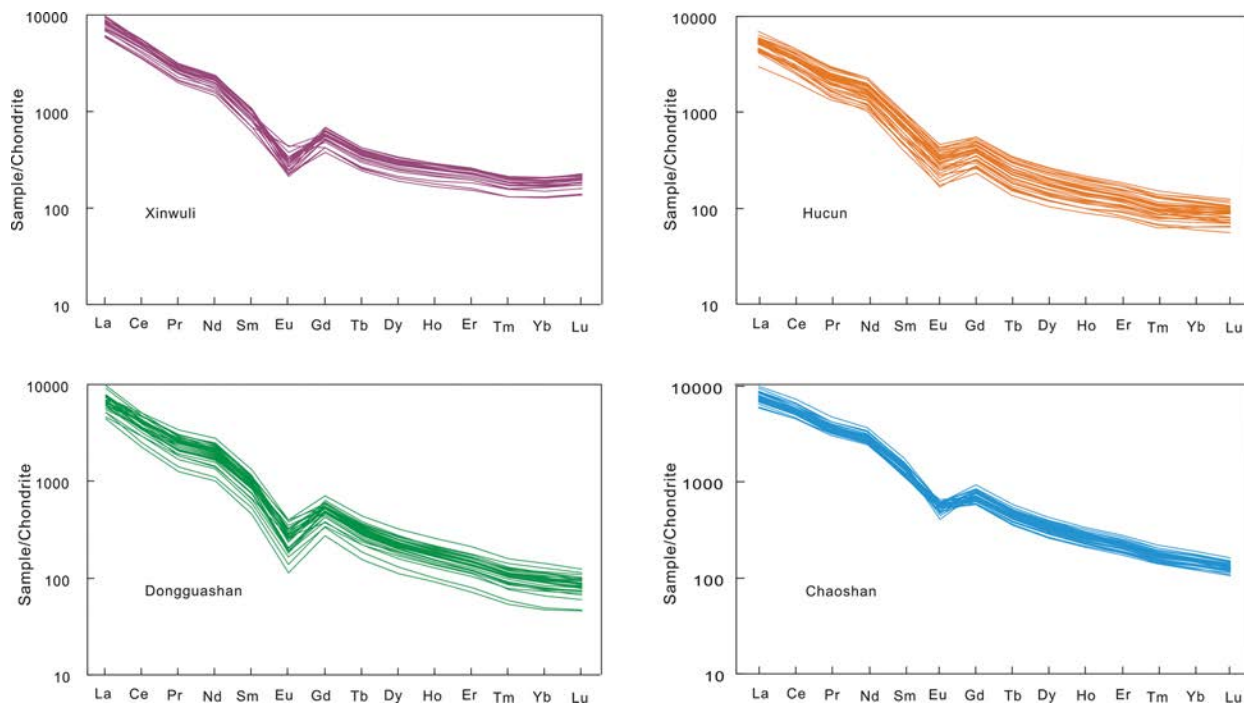 10000
1000
100
10
Sample/Chondrite
Xinwuli
La Ce Pr Nd Sm Eu Gd Tb Dy Ho Er Tm Yb Lu
10000
1000
100
10
Sample/Chondrite
Hucun
La Ce Pr Nd Sm Eu Gd Tb Dy Ho Er Tm Yb Lu
10000
1000
100
10
Sample/Chondrite
Dongguashan
La Ce Pr Nd Sm Eu Gd Tb Dy Ho Er Tm Yb Lu
10000
1000
100
10
Sample/Chondrite
Chaoshan
La Ce Pr Nd Sm Eu Gd Tb Dy Ho Er Tm Yb Lu